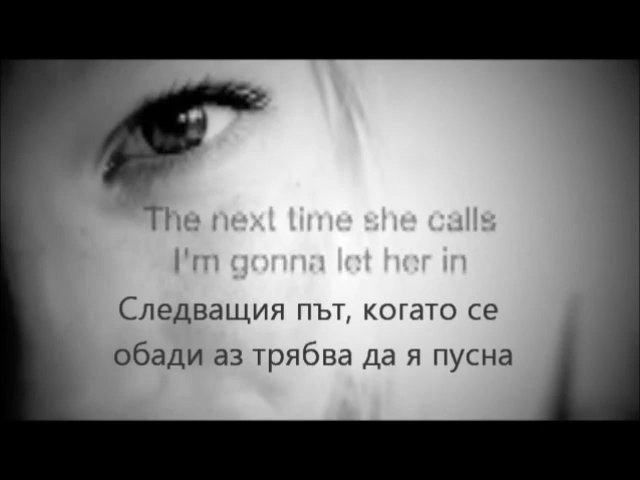 The next time she calls
I'm gonna let her in
Следващия път, когато се
обади аз трябва да я пусна